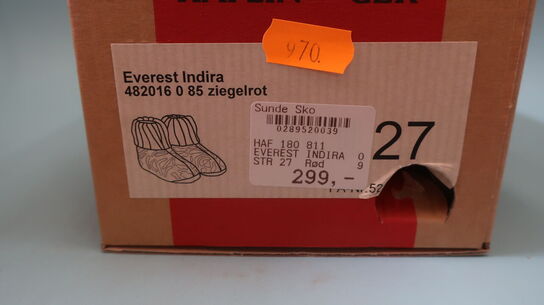 970.
Everest Indira
482016 0 85 ziegelrot
Sunde Sko
0289520039
HAF 180 811
EVEREST INDIRA 0
STR 27 Rød 9
299,-
27